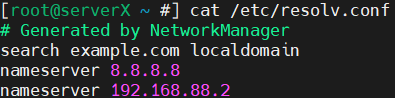 [root@serverX ~ #] cat /etc/resolv.conf
# Generated by NetworkManager
search example.com localdomain
nameserver 8.8.8.8
nameserver 192.168.88.2